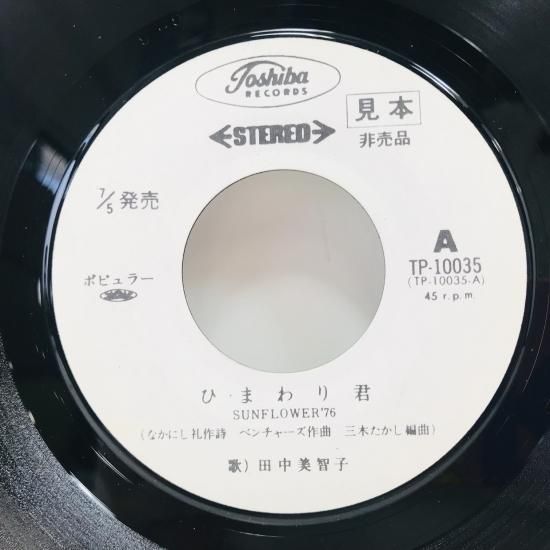 Toshiba
RECORDS
見本
STEREO
非売品
7/5 発売
A
ポピュラー
TP-10035
(TP-10035-A)
45 r.p.m.
ひまわり君
SUNFLOWER'76
(なかにし礼作詩 ベンチャーズ作曲 三木たかし編曲)
歌) 田中美智子